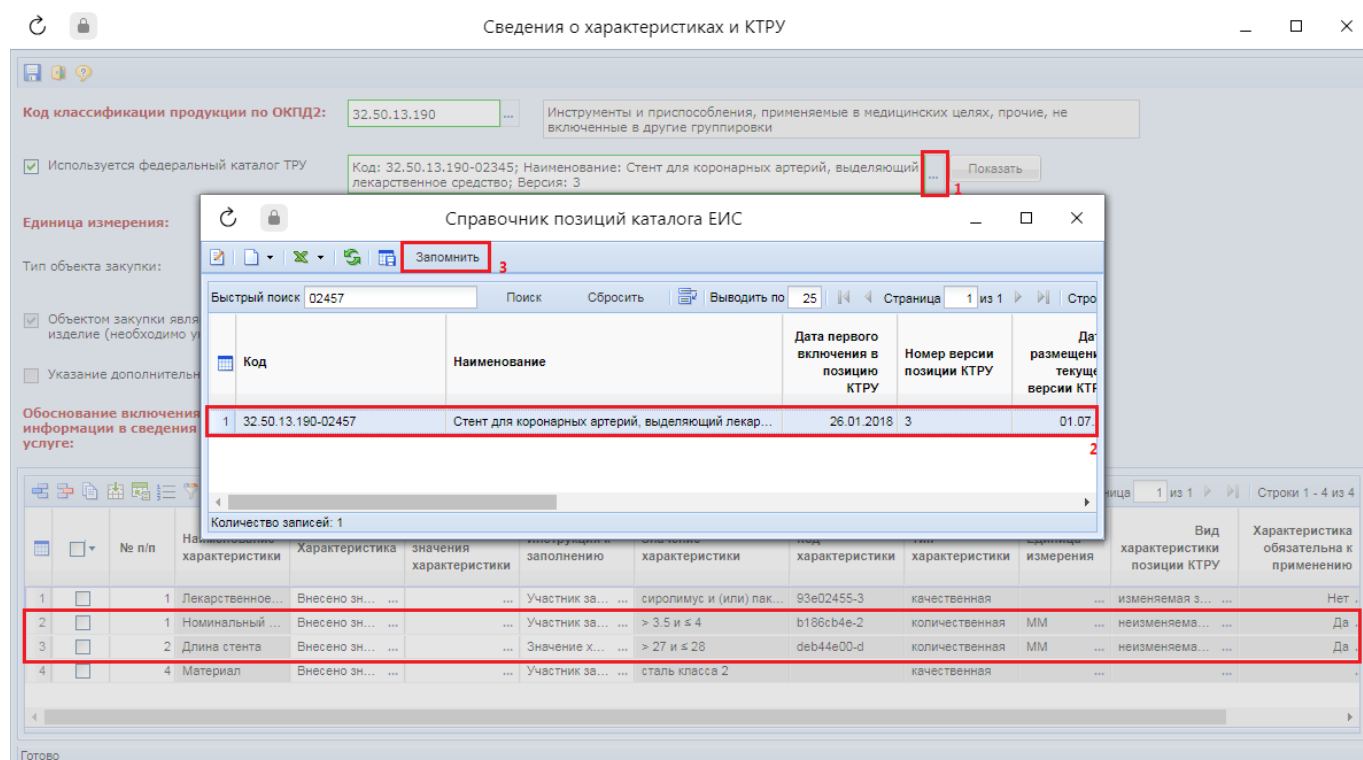 Сведения о характеристиках и КТРУ
Код классификации продукции по ОКПД2:
32.50.13.190
...
Инструменты и приспособления, применяемые в медицинских целях, прочие, не
включенные в другие группировки
Используется федеральный каталог ТРУ
Код: 32.50.13.190-02345; Наименование: Стент для коронарных артерий, выделяющий
лекарственное средство; Версия: 3
...
Показать
1
Единица измерения:
Тип объекта закупки:
Объектом закупки явля
изделие (необходимо у
Указание дополнительн
Обоснование включения
информации в сведения
услуге:
Справочник позиций каталога ЕИС
Запомнить
3
Быстрый поиск 02457 Поиск Сбросить Выводить по 25 Страница 1 из 1 Стро
Код
Наименование
Дата первого
включения в
позицию
КТРУ
Номер версии
позиции КТРУ
Дат
размещени
текуще
версии КТР
1 32.50.13.190-02457 Стент для коронарных артерий, выделяющий лекар... 26.01.2018 3 01.07.
2
Количество записей: 1
1 из 1 Строки 1 - 4 из 4
№ п/п
характеристики
Характеристика
значения
характеристики
заполнению
характеристики
характеристики
характеристики
измерения
Вид
характеристики
позиции КТРУ
Характеристика
обязательна к
применению
1 1 Лекарственное... Внесено зн... ... ... Участник за... ... сиролимус и (или) пак... 93e02455-3 качественная ... изменяемая з... ... Нет
2 1 Номинальный ... Внесено зн... ... ... Участник за... ... > 3.5 и ≤ 4 b186cb4e-2 количественная ММ ... неизменяема... ... Да
3 2 Длина стента Внесено зн... ... ... Значение х... ... > 27 и ≤ 28 deb44e00-d количественная ММ ... неизменяема... ... Да
4 4 Материал Внесено зн... ... ... Участник за... ... сталь класса 2 качественная ... ...
Готово